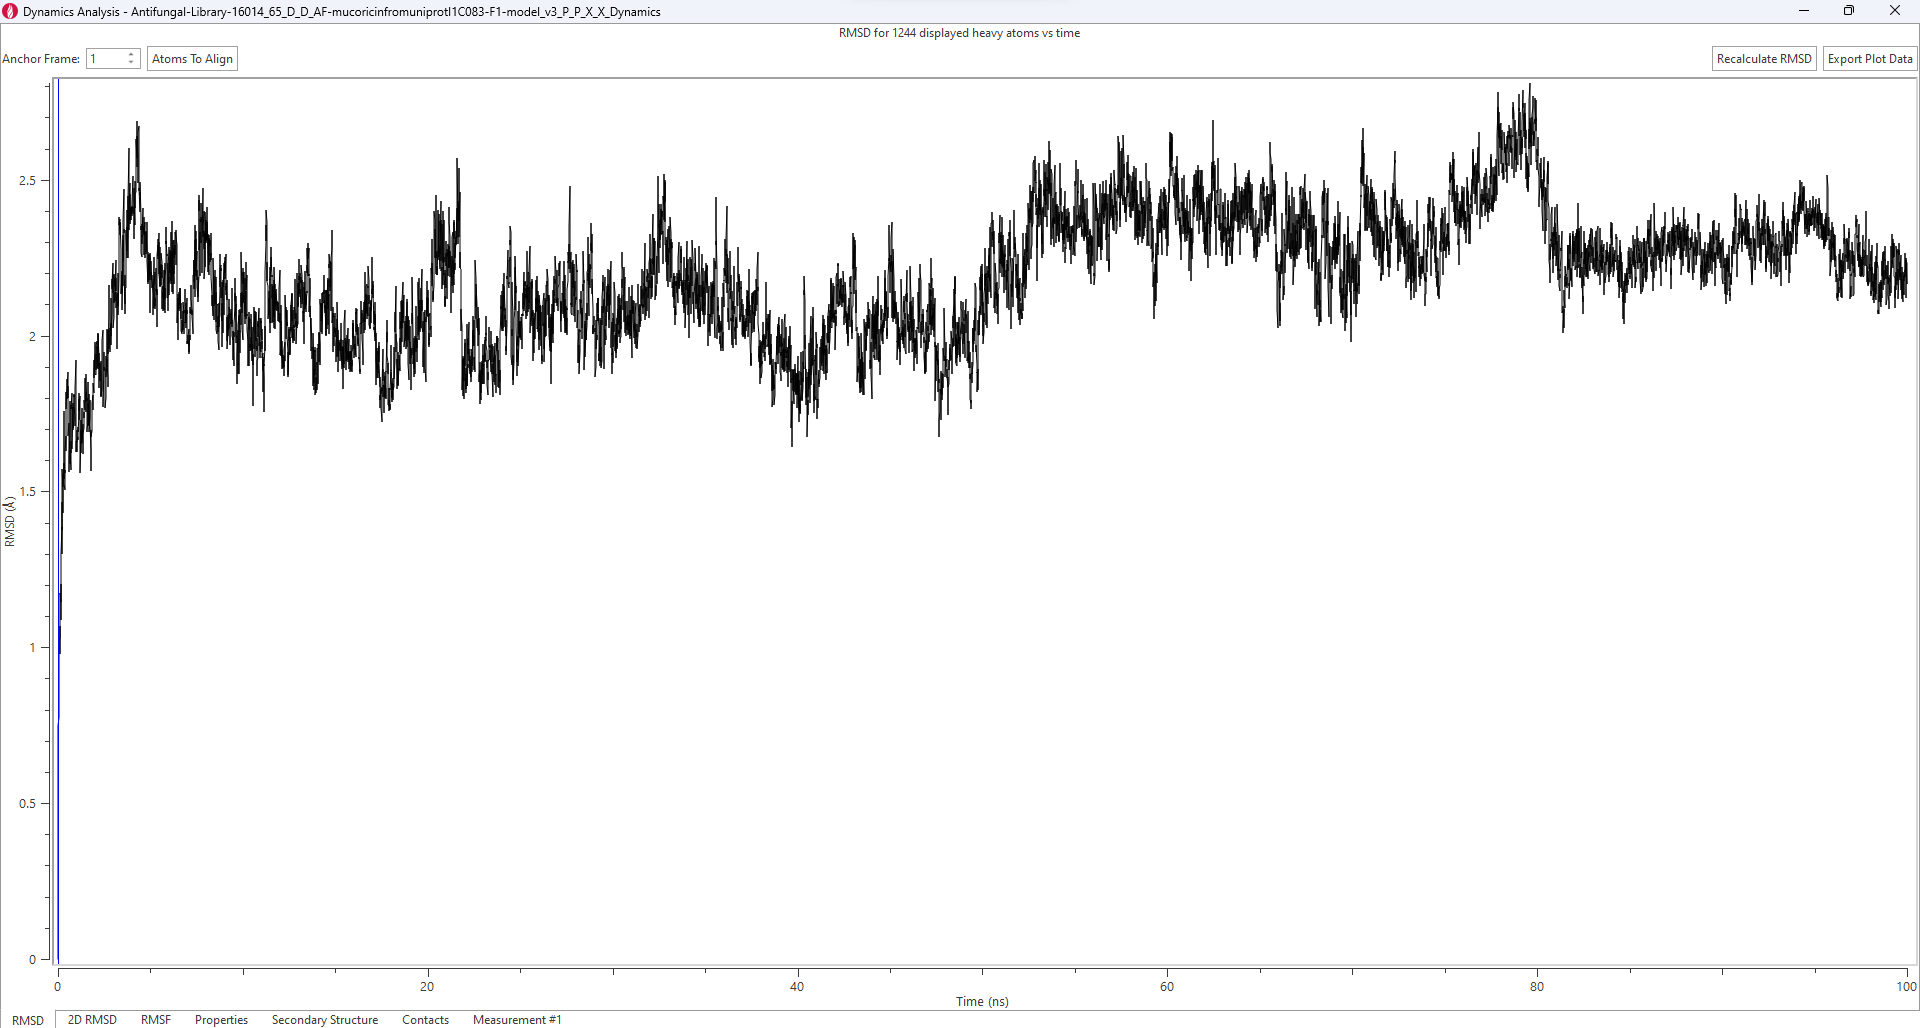 Dynamics Analysis - Antifungal-Library-16014_65_D_D_AF-mucoricinfromuniprotI1C083-F1-model_v3_P_P_X_X_Dynamics
RMSD for 1244 displayed heavy atoms vs time
Anchor Frame: 1 Atoms To Align Recalculate RMSD Export Plot Data
2.5
2
1.5
RMSD (Å)
1
0.5
0
0 20 40 60 80 100
Time (ns)
RMSD 2D RMSD RMSF Properties Secondary Structure Contacts Measurement #1